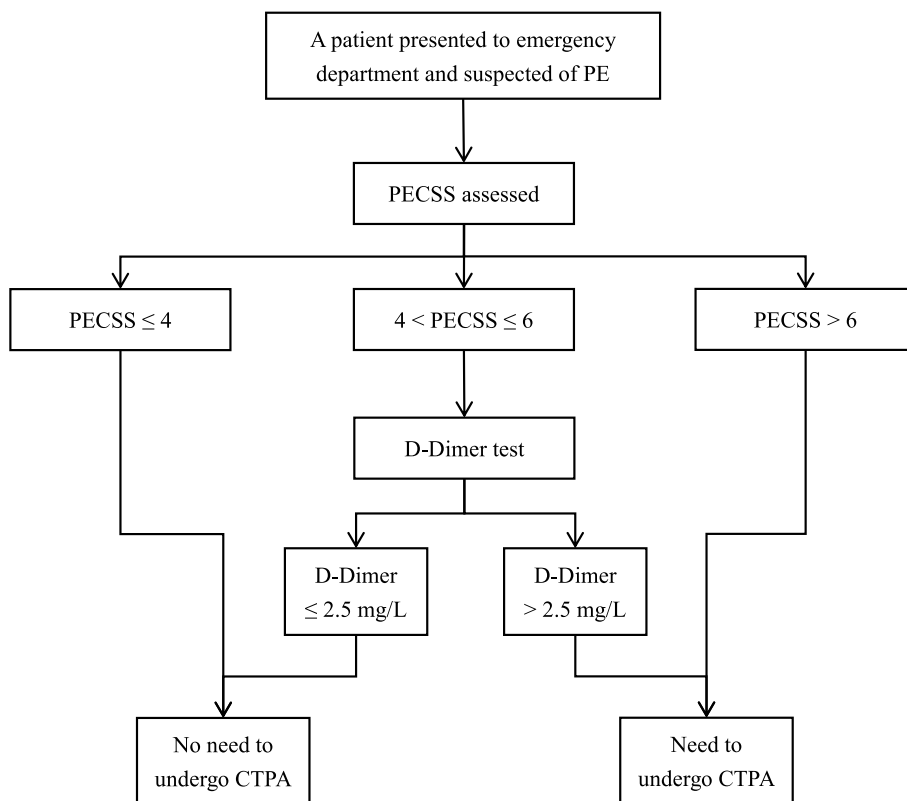 A patient presented to emergency
department and suspected of PE
PECSS assessed
PECSS ≤ 4
4 < PECSS ≤ 6
PECSS > 6
D-Dimer test
D-Dimer
≤ 2.5 mg/L
D-Dimer
> 2.5 mg/L
No need to
undergo CTPA
Need to
undergo CTPA